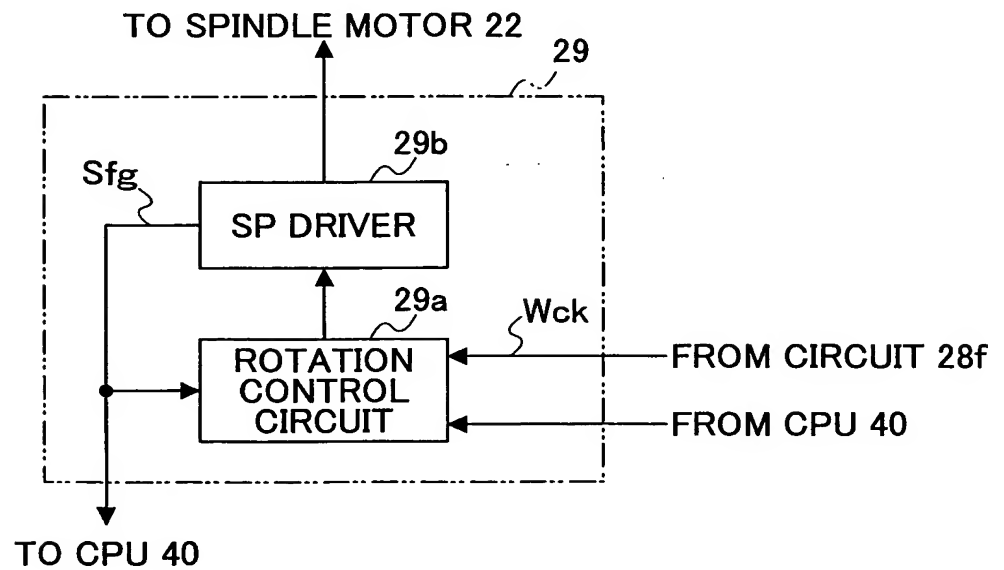 TO SPINDLE MOTOR 22
29
29b
Sfg
SP DRIVER
29a
Wck
ROTATION
CONTROL
CIRCUIT
FROM CIRCUIT 28f
FROM CPU 40
TO CPU 40